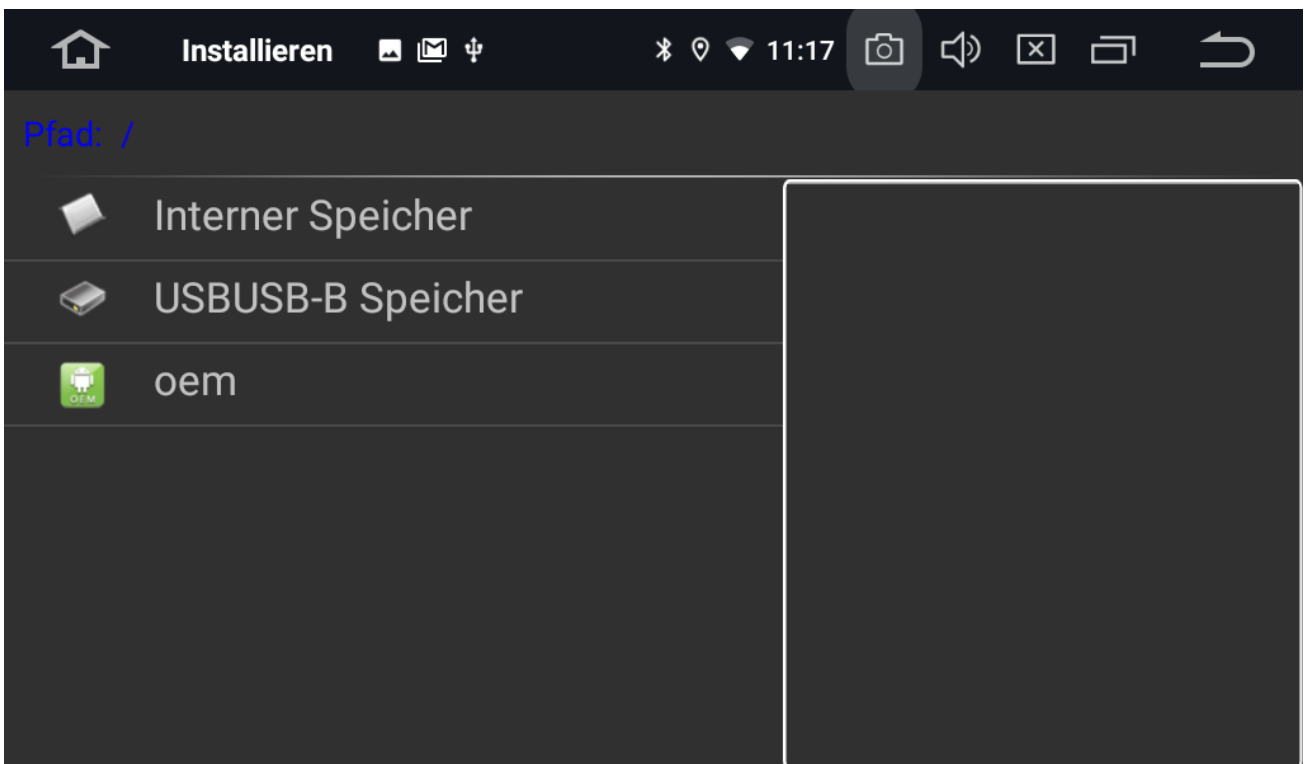 Installieren 11:17
Pfad: /
Interner Speicher
USBUSB-B Speicher
OEM oem